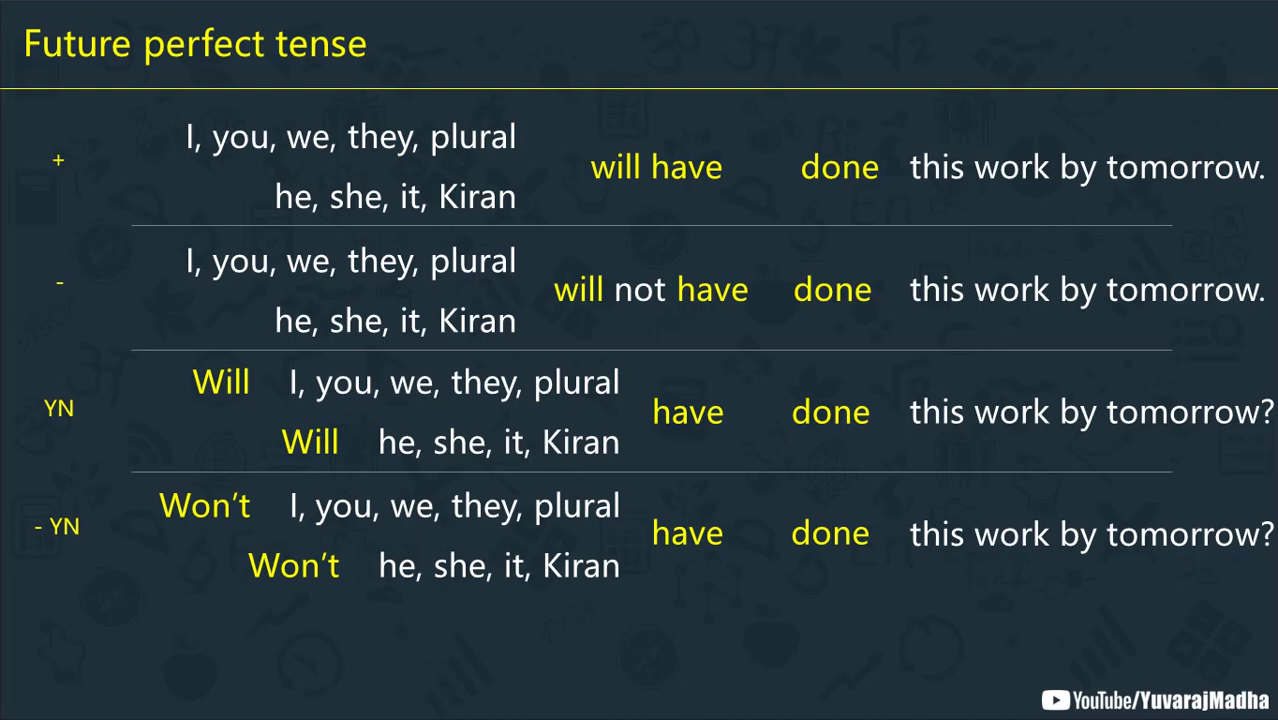 Future perfect tense
+
I, you, we, they, plural
he, she, it, Kiran
will have done this work by tomorrow.
-
I, you, we, they, plural
he, she, it, Kiran
will not have done this work by tomorrow.
YN
Will I, you, we, they, plural
Will he, she, it, Kiran
have done this work by tomorrow?
- YN
Won’t I, you, we, they, plural
Won’t he, she, it, Kiran
have done this work by tomorrow?
YouTube/YuvarajMadha